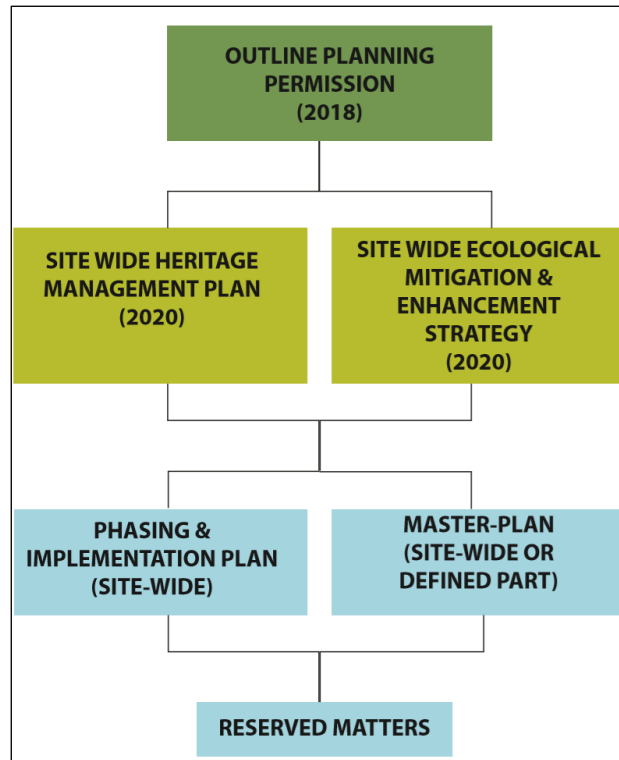 OUTLINE PLANNING
PERMISSION
(2018)
SITE WIDE HERITAGE
MANAGEMENT PLAN
(2020)
SITE WIDE ECOLOGICAL
MITIGATION &
ENHANCEMENT
STRATEGY
(2020)
PHASING &
IMPLEMENTATION PLAN
(SITE-WIDE)
MASTER-PLAN
(SITE-WIDE OR
DEFINED PART)
RESERVED MATTERS